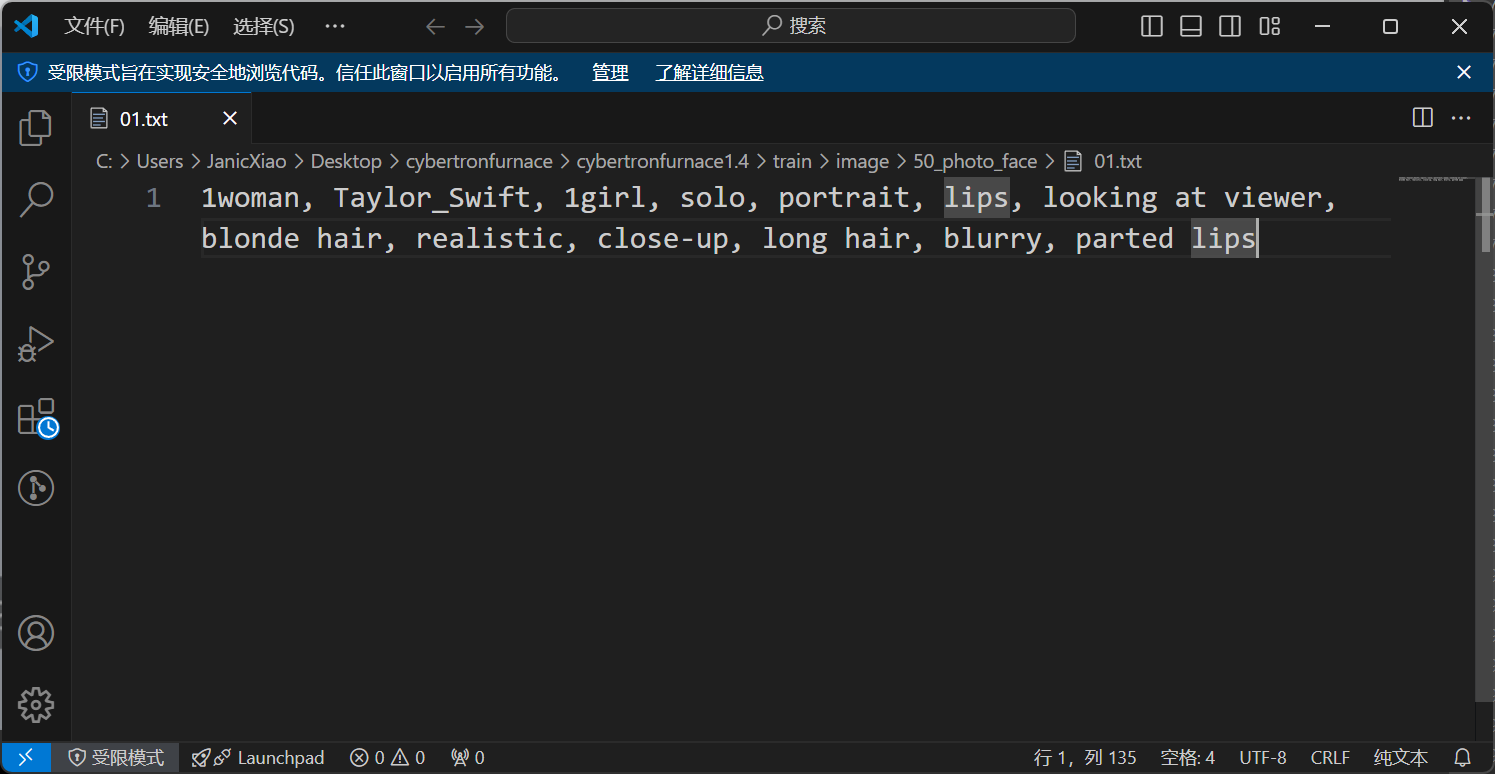 文件(F) 编辑(E) 选择(S) ··· 搜索
受限模式旨在实现安全地浏览代码。信任此窗口以启用所有功能。 管理 了解详细信息
01.txt
C: > Users > JanicXiao > Desktop > cybertronfurnace > cybertronfurnace1.4 > train > image > 50_photo_face > 01.txt
1 1woman, Taylor_Swift, 1girl, solo, portrait, lips, looking at viewer,
blonde hair, realistic, close-up, long hair, blurry, parted lips
受限模式 Launchpad 0 0 0 行 1，列 135 空格: 4 UTF-8 CRLF 纯文本